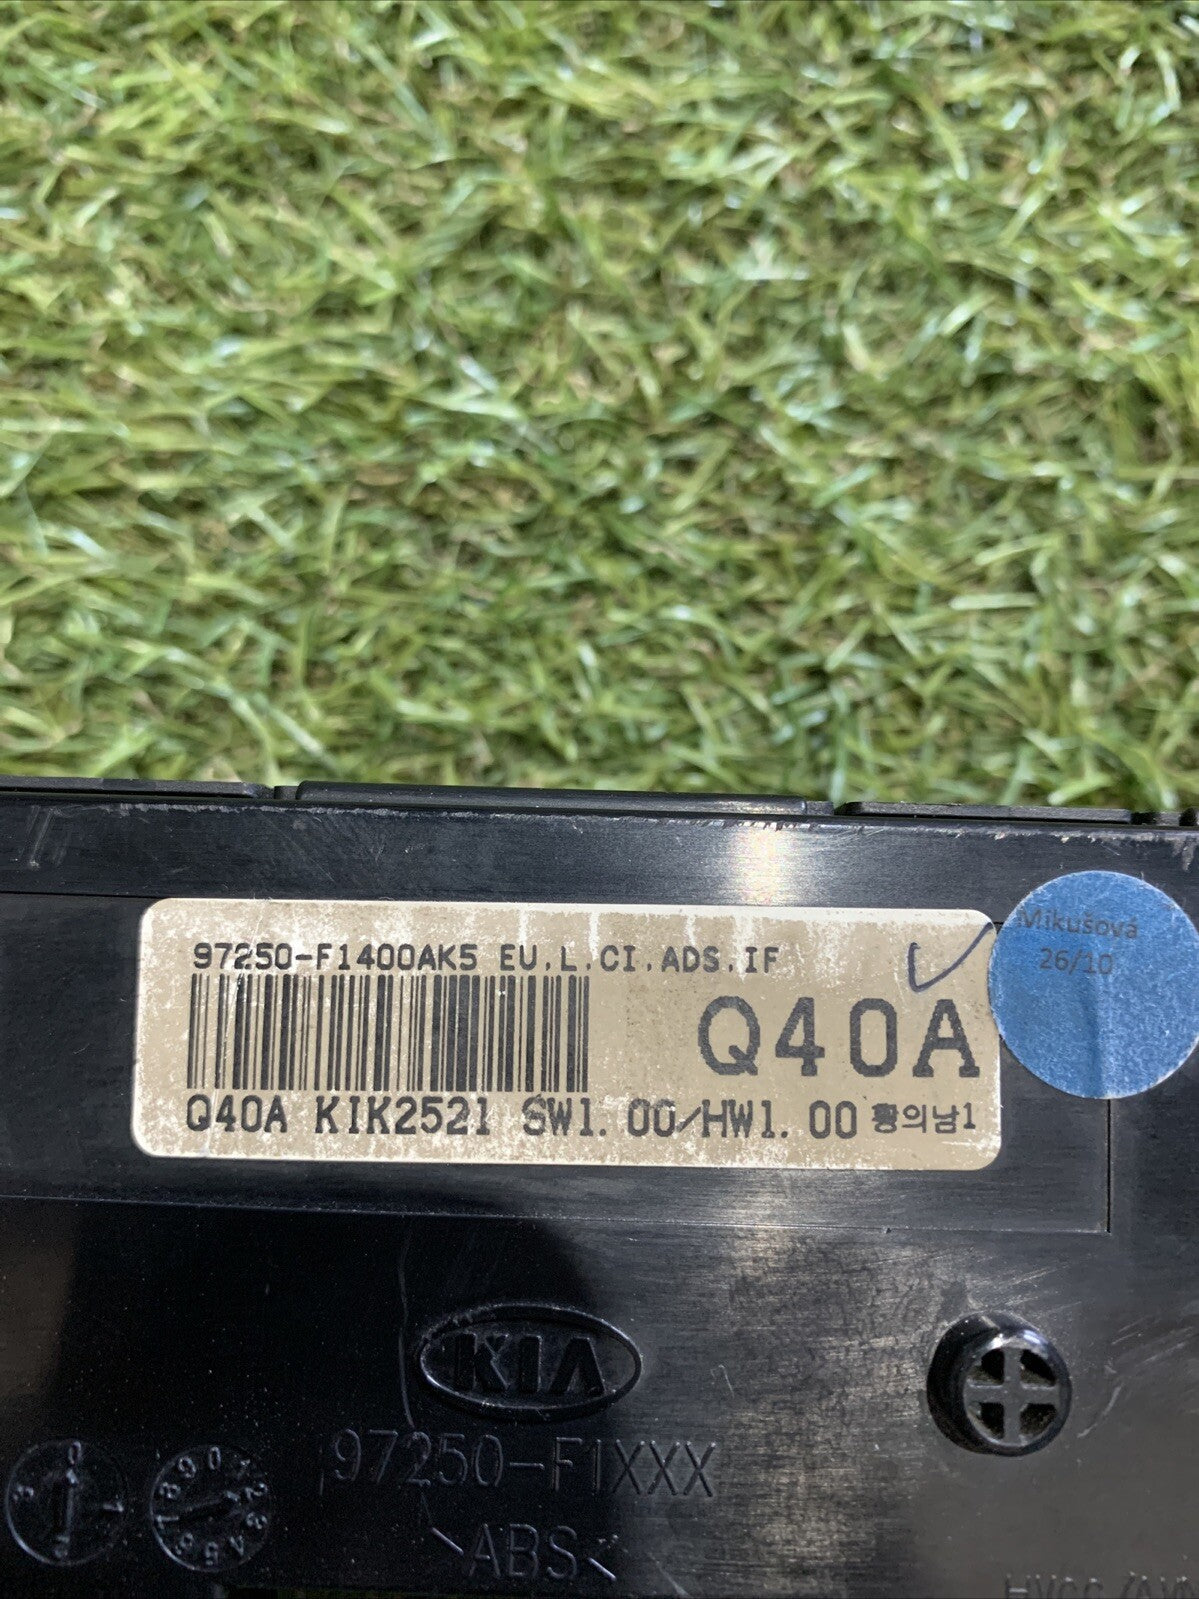 97250-F1400AK5 EU,L,CI,ADS,IF
Q40A
Q40A K1K2521 SW1.00/HW1.00 황의남1
Mikušová
26/10
KIA
97250-F1XXX
>ABS<